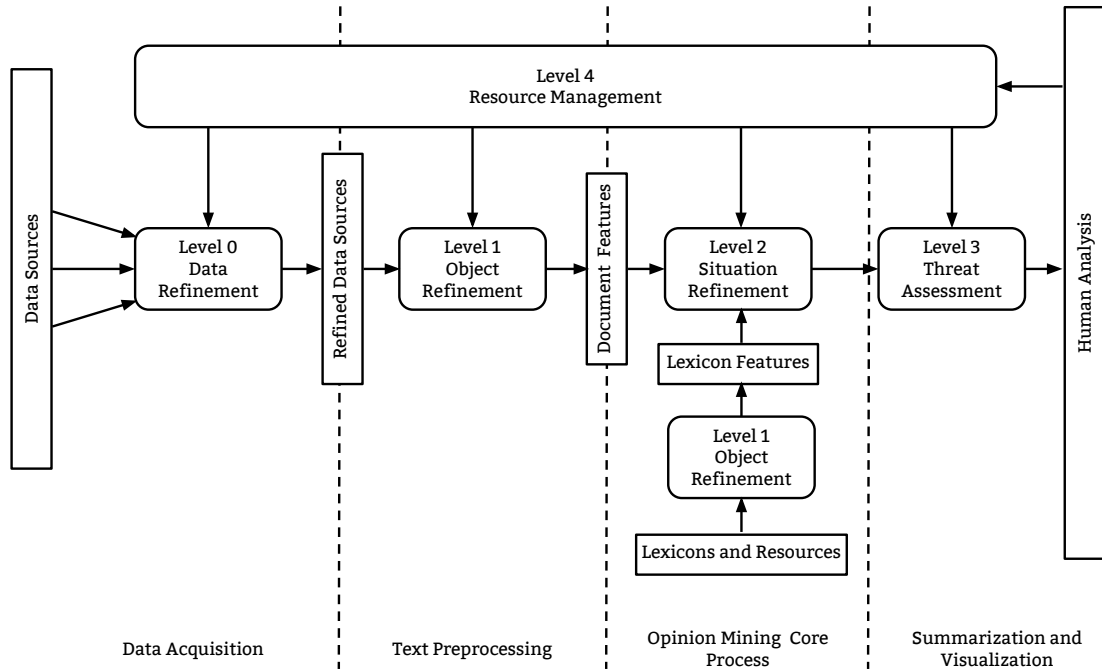 Level 4
Resource Management
Data Sources
Level 0
Data
Refinement
Refined Data Sources
Level 1
Object
Refinement
Document Features
Level 2
Situation
Refinement
Level 3
Threat
Assessment
Human Analysis
Lexicon Features
Level 1
Object
Refinement
Lexicons and Resources
Data Acquisition
Text Preprocessing
Opinion Mining Core
Process
Summarization and
Visualization